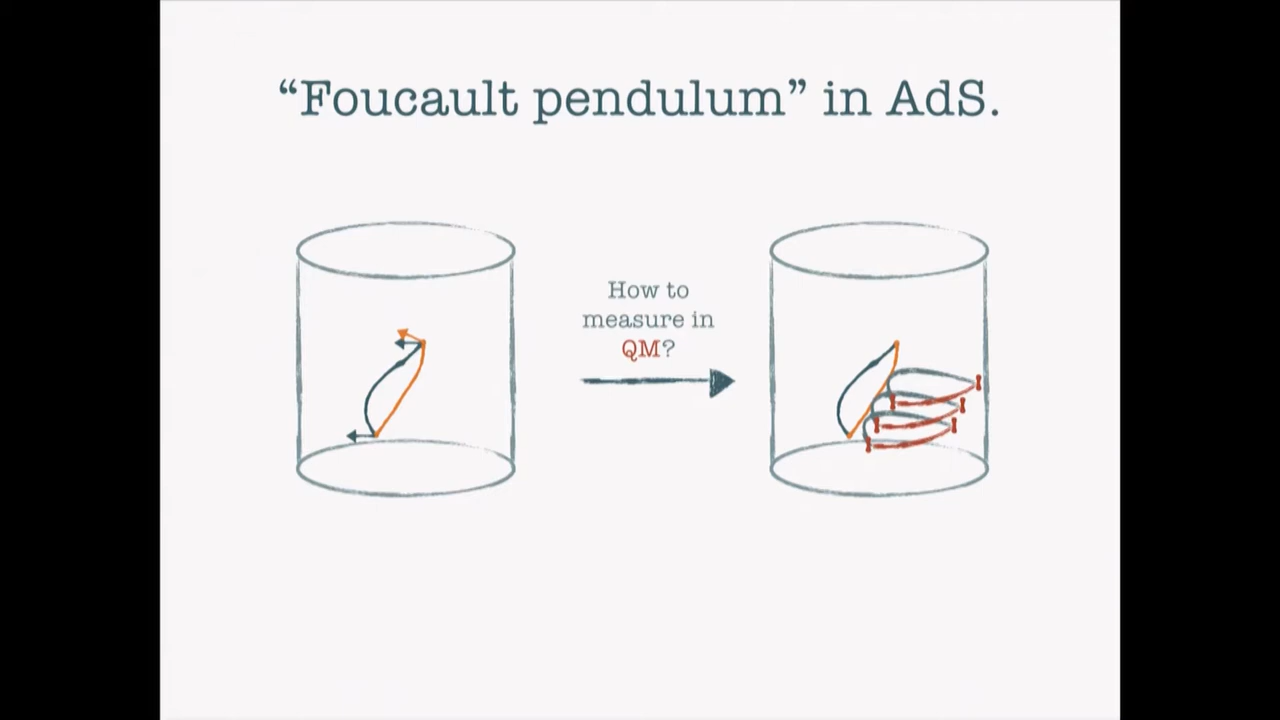 “Foucault pendulum” in AdS.
How to
measure in
QM?